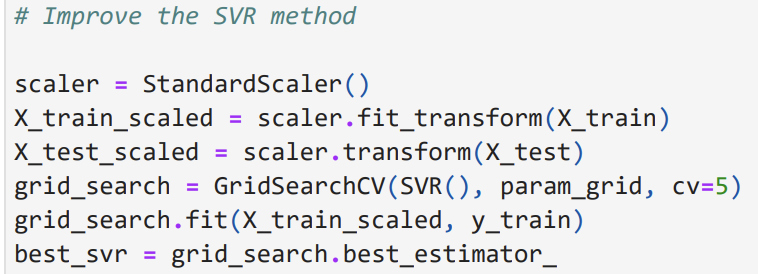 # Improve the SVR method
scaler = StandardScaler()
X_train_scaled = scaler.fit_transform(X_train)
X_test_scaled = scaler.transform(X_test)
grid_search = GridSearchCV(SVR(), param_grid, cv=5)
grid_search.fit(X_train_scaled, y_train)
best_svr = grid_search.best_estimator_